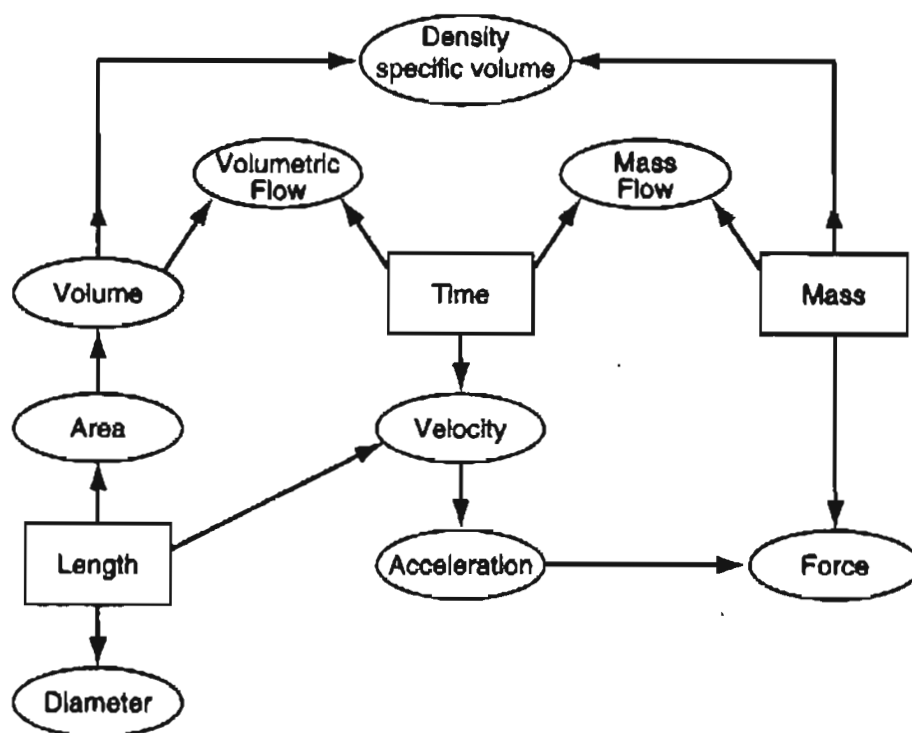 Density
specific volume
Volumetric
Flow
Mass
Flow
Volume
Time
Mass
Area
Velocity
Length
Acceleration
Force
Diameter